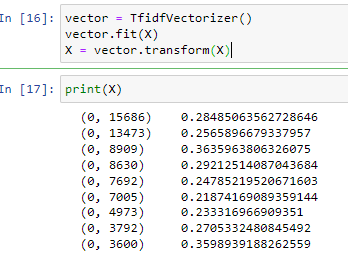 In [16]: vector = TfidfVectorizer()
vector.fit(X)
X = vector.transform(X)
In [17]: print(X)
(0, 15686) 0.28485063562728646
(0, 13473) 0.2565896679337957
(0, 8909) 0.3635963806326075
(0, 8630) 0.29212514087043684
(0, 7692) 0.24785219520671603
(0, 7005) 0.21874169089359144
(0, 4973) 0.233316966909351
(0, 3792) 0.2705332480845492
(0, 3600) 0.3598939188262559